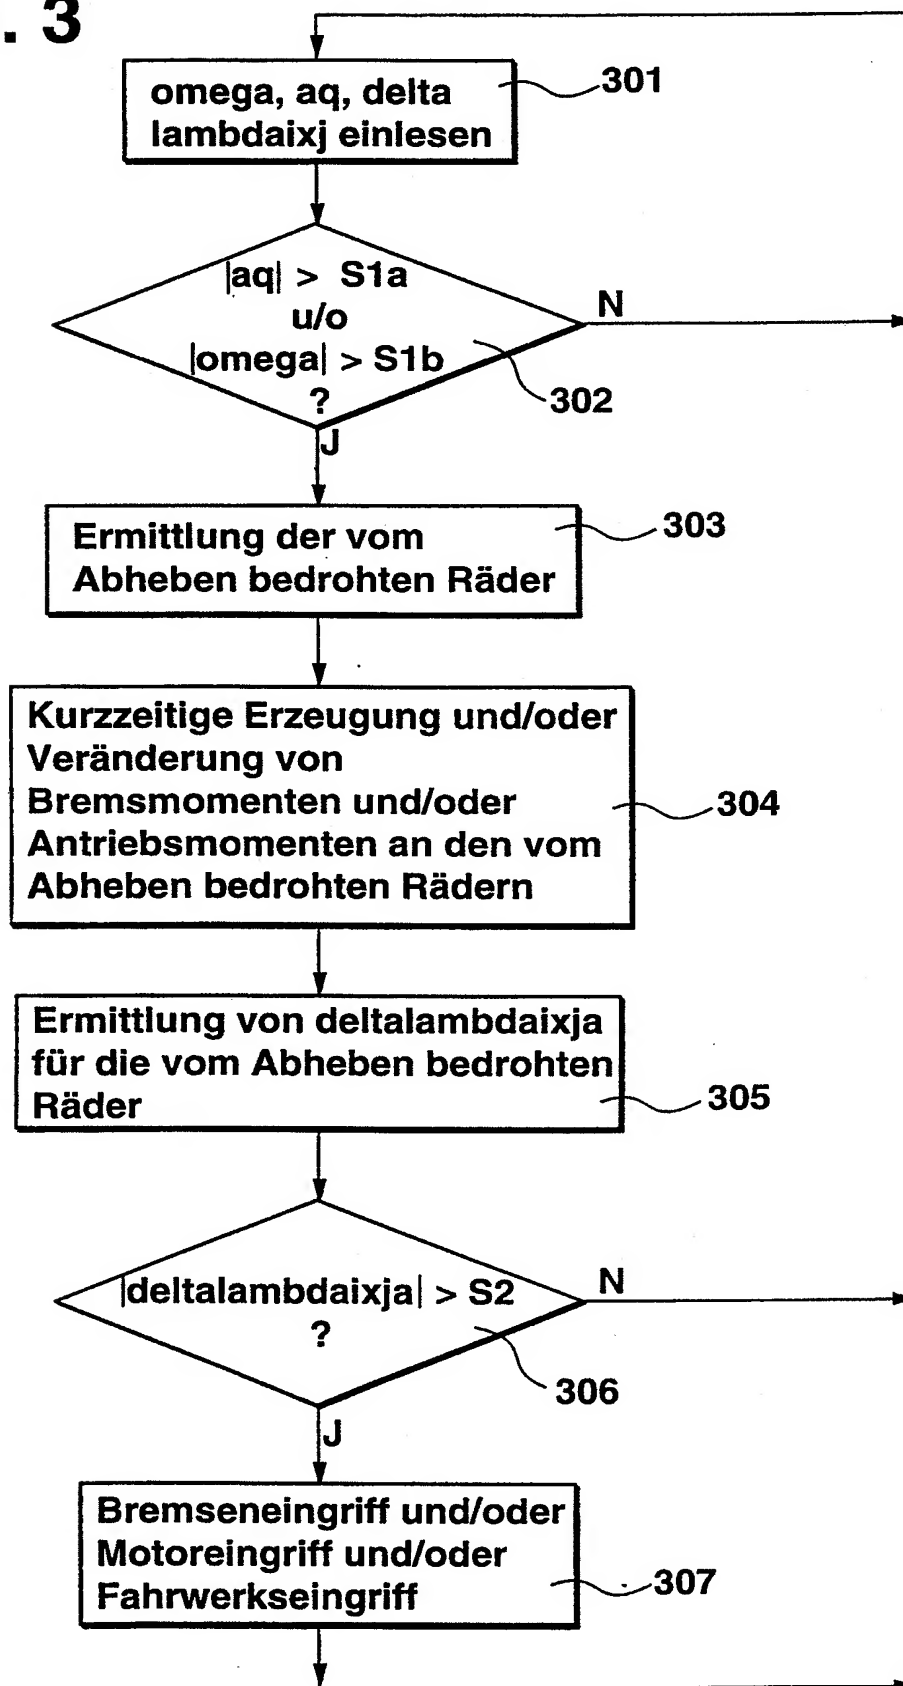 . 3
omega, aq, delta
lambdaixj einlesen
301
|aq| > S1a
u/o
|omega| > S1b
?
N
302
J
Ermittlung der vom
Abheben bedrohten Räder
303
Kurzzeitige Erzeugung und/oder
Veränderung von
Bremsmomenten und/oder
Antriebsmomenten an den vom
Abheben bedrohten Rädern
304
Ermittlung von deltalambdaixja
für die vom Abheben bedrohten
Räder
305
|deltalambdaixja| > S2
?
N
306
J
Bremseneingriff und/oder
Motoreingriff und/oder
Fahrwerkseingriff
307